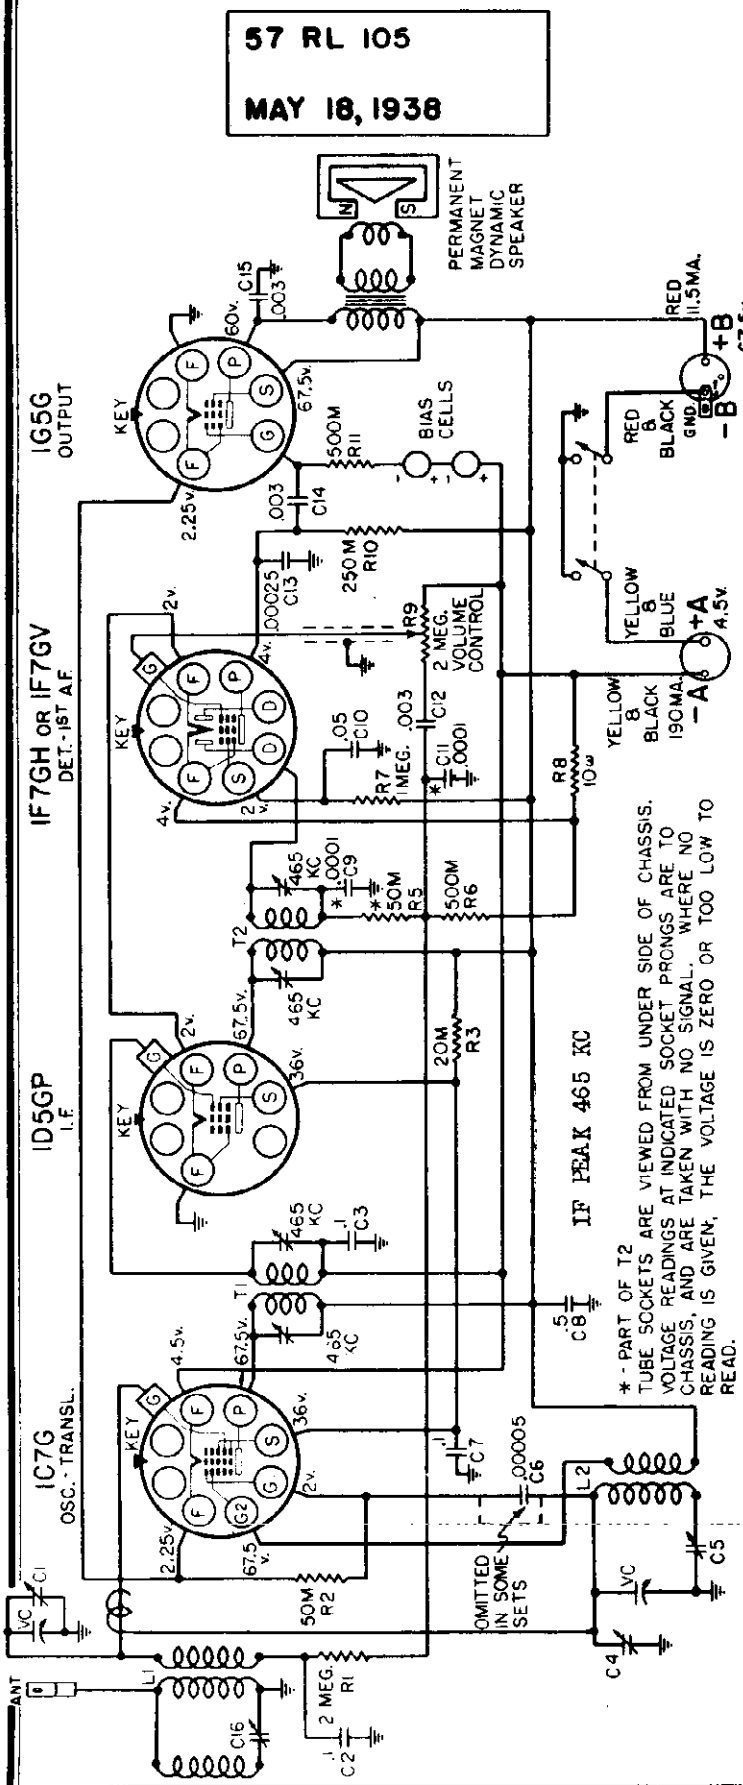 57 RL 105
MAY 18, 1938
1G5G
OUTPUT
KEY
F
F
P
G
S
2.25v.
60v.
67.5v.
C15
.003
N
S
PERMANENT
MAGNET
DYNAMIC
SPEAKER
500M
R11
BIAS
CELLS
.003
C14
250M
R10
1F7GH OR 1F7GV
DET.-1ST A.F.
KEY
G
F
F
P
S
D
D
2v.
4v.
4v.
2v.
.00025
C13
R9
2 MEG.
VOLUME
CONTROL
.003
C12
.05
C10
R7
1MEG.
*
C11
.0001
465
KC
.0001
*
C9
T2
465
KC
*
50M
R5
500M
R6
R8
10ω
1D5GP
I.F.
KEY
G
F
F
P
S
2v.
67.5v.
36v.
20M
R3
465
KC
.1
C3
T1
465
KC
.5
C8
1C7G
OSC.-TRANSL.
KEY
G
F
F
P
G2
G
S
4.5v.
67.5v.
36v.
2v.
2.25v.
67.5
v.
.1
C7
.00005
C6
OMITTED
IN SOME
SETS
50M
R2
L2
C5
VC
C4
ANT
VC
C1
L1
C16
2 MEG.
R1
.1
C2
RED
11.5MA.
RED
&
BLACK
GND.
-B
+B
67.5v.
YELLOW
&
BLUE
YELLOW
&
BLACK
190MA.
-A
+A
4.5v.
IF PEAK 465 KC
* - PART OF T2
TUBE SOCKETS ARE VIEWED FROM UNDER SIDE OF CHASSIS.
VOLTAGE READINGS AT INDICATED SOCKET PRONGS ARE TO
CHASSIS, AND ARE TAKEN WITH NO SIGNAL. WHERE NO
READING IS GIVEN, THE VOLTAGE IS ZERO OR TOO LOW TO
READ.